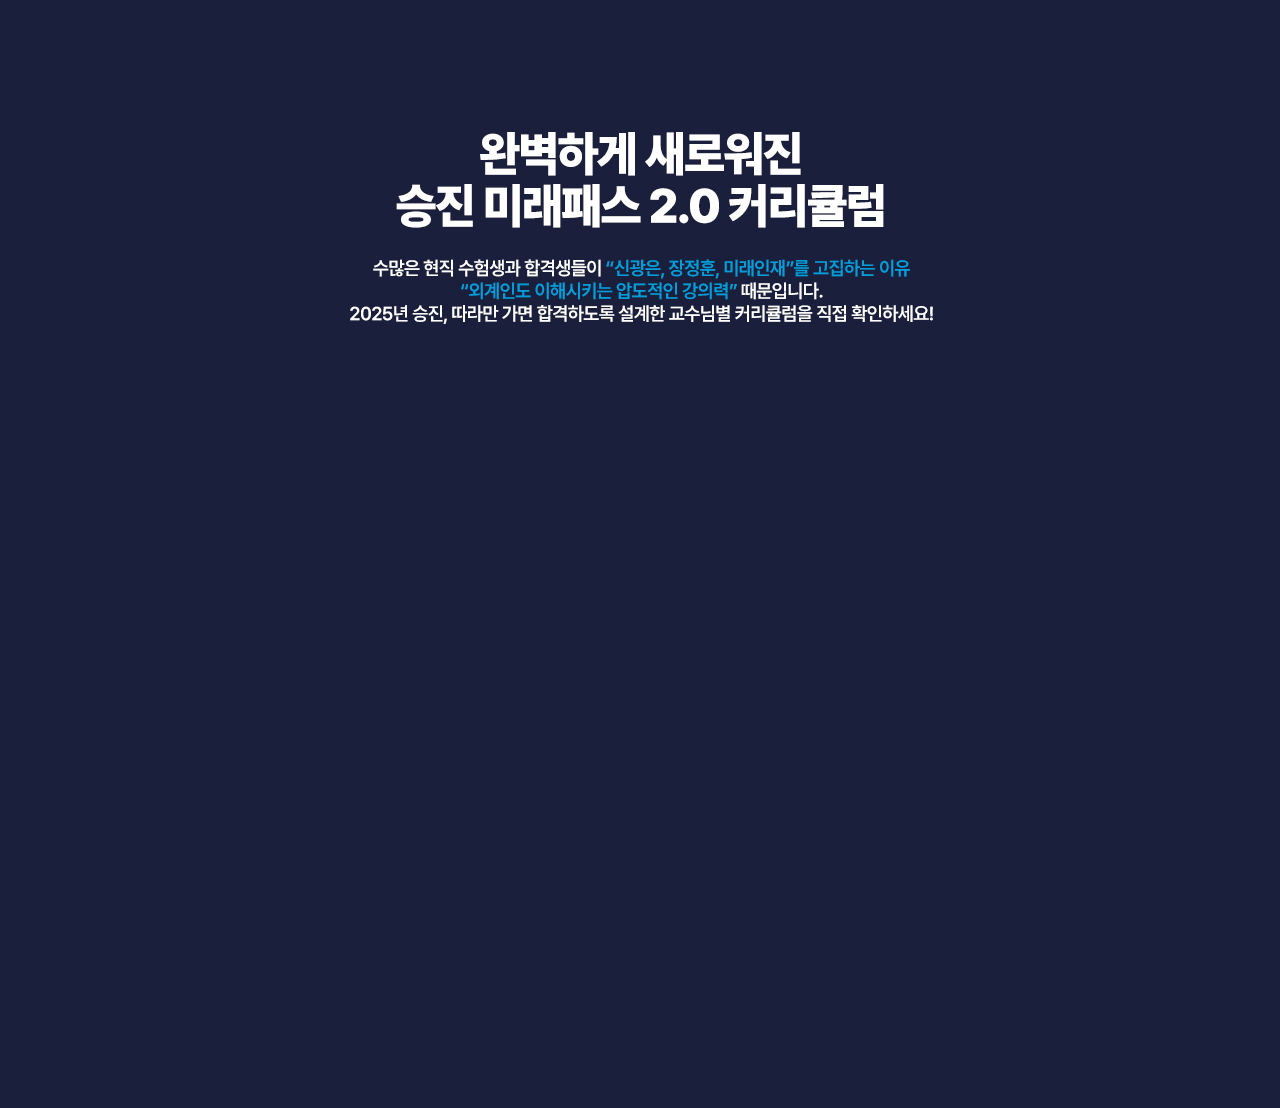 완벽하게 새로워진
승진 미래패스 2.0 커리큘럼
수많은 현직 수험생과 합격생들이 “신광은, 장정훈, 미래인재”를 고집하는 이유
“외계인도 이해시키는 압도적인 강의력” 때문입니다.
2025년 승진, 따라만 가면 합격하도록 설계한 교수님별 커리큘럼을 직접 확인하세요!